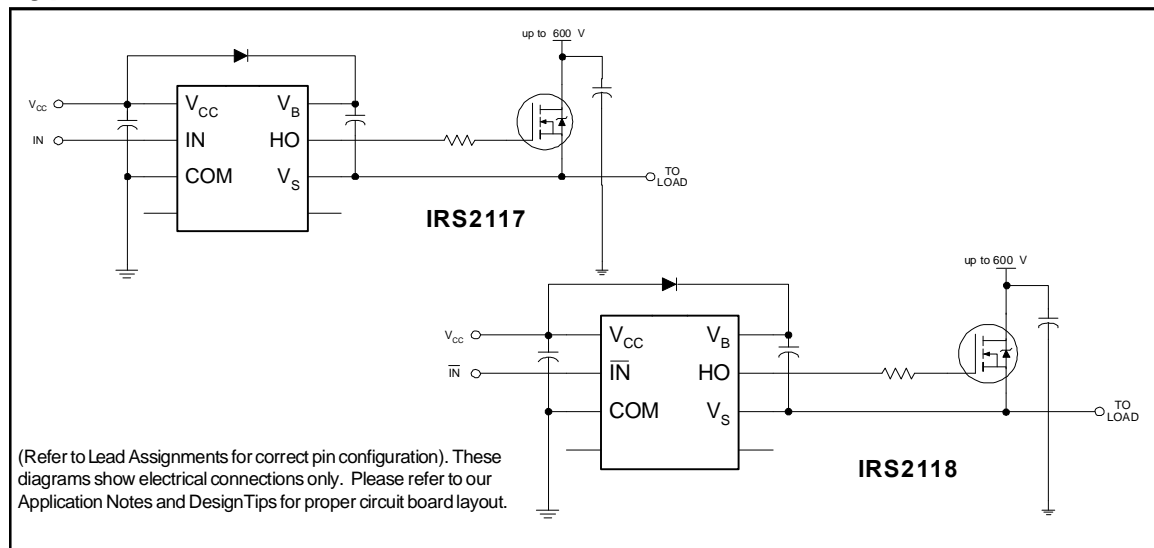 up to 600 V
VCC
VCC
VB
IN
IN
HO
COM
VS
TO
LOAD
IRS2117
up to 600 V
VCC
VCC
VB
IN
IN
HO
COM
VS
TO
LOAD
IRS2118
(Refer to Lead Assignments for correct pin configuration). These
diagrams show electrical connections only. Please refer to our
Application Notes and DesignTips for proper circuit board layout.